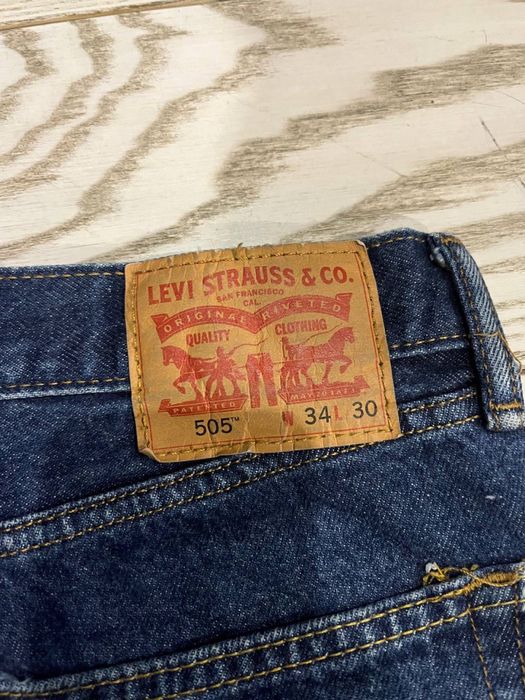 LEVI STRAUSS & CO.
SAN FRANCISCO
CAL.
ORIGINAL RIVETED
QUALITY CLOTHING
PATENTED MAY 20 1873
505™ W 34 L 30